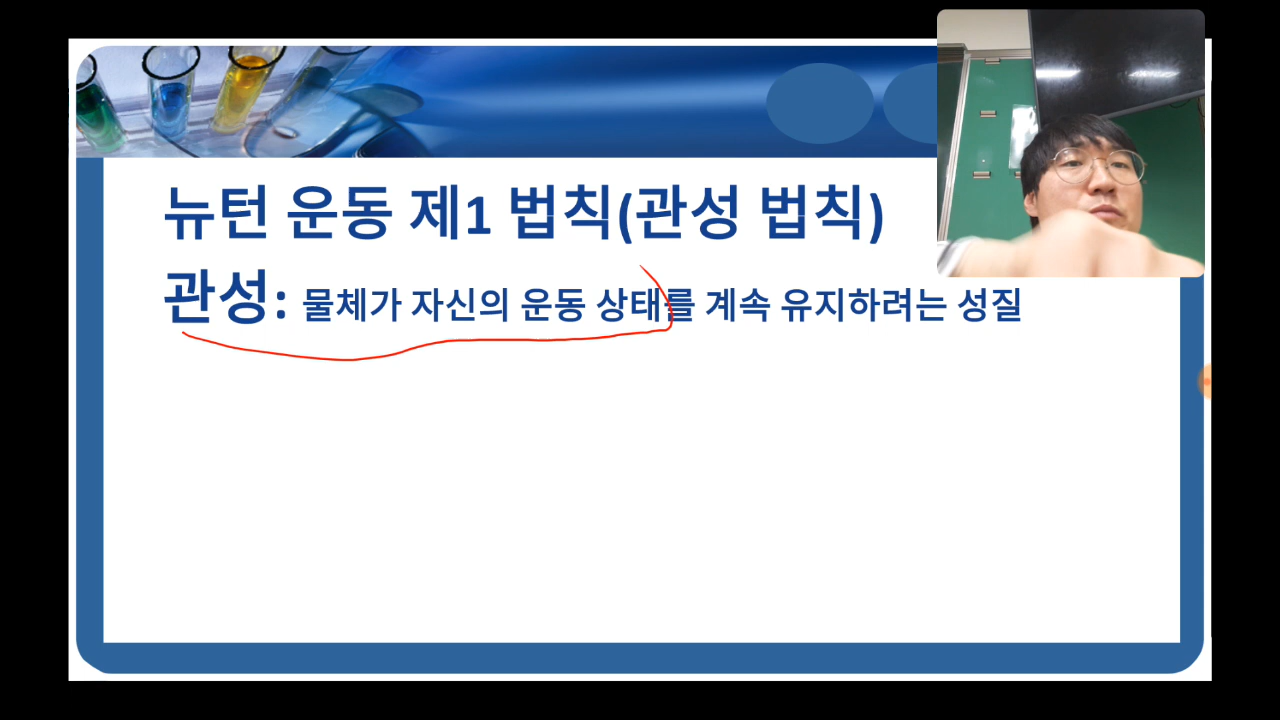 뉴턴 운동 제1 법칙(관성 법칙)
관성: 물체가 자신의 운동 상태를 계속 유지하려는 성질